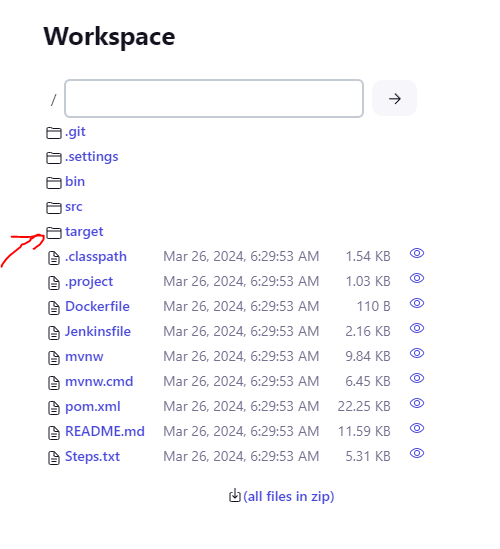 Workspace
/
.git
.settings
bin
src
target
.classpath Mar 26, 2024, 6:29:53 AM 1.54 KB
.project Mar 26, 2024, 6:29:53 AM 1.03 KB
Dockerfile Mar 26, 2024, 6:29:53 AM 110 B
Jenkinsfile Mar 26, 2024, 6:29:53 AM 2.16 KB
mvnw Mar 26, 2024, 6:29:53 AM 9.84 KB
mvnw.cmd Mar 26, 2024, 6:29:53 AM 6.45 KB
pom.xml Mar 26, 2024, 6:29:53 AM 22.25 KB
README.md Mar 26, 2024, 6:29:53 AM 11.59 KB
Steps.txt Mar 26, 2024, 6:29:53 AM 5.31 KB
(all files in zip)